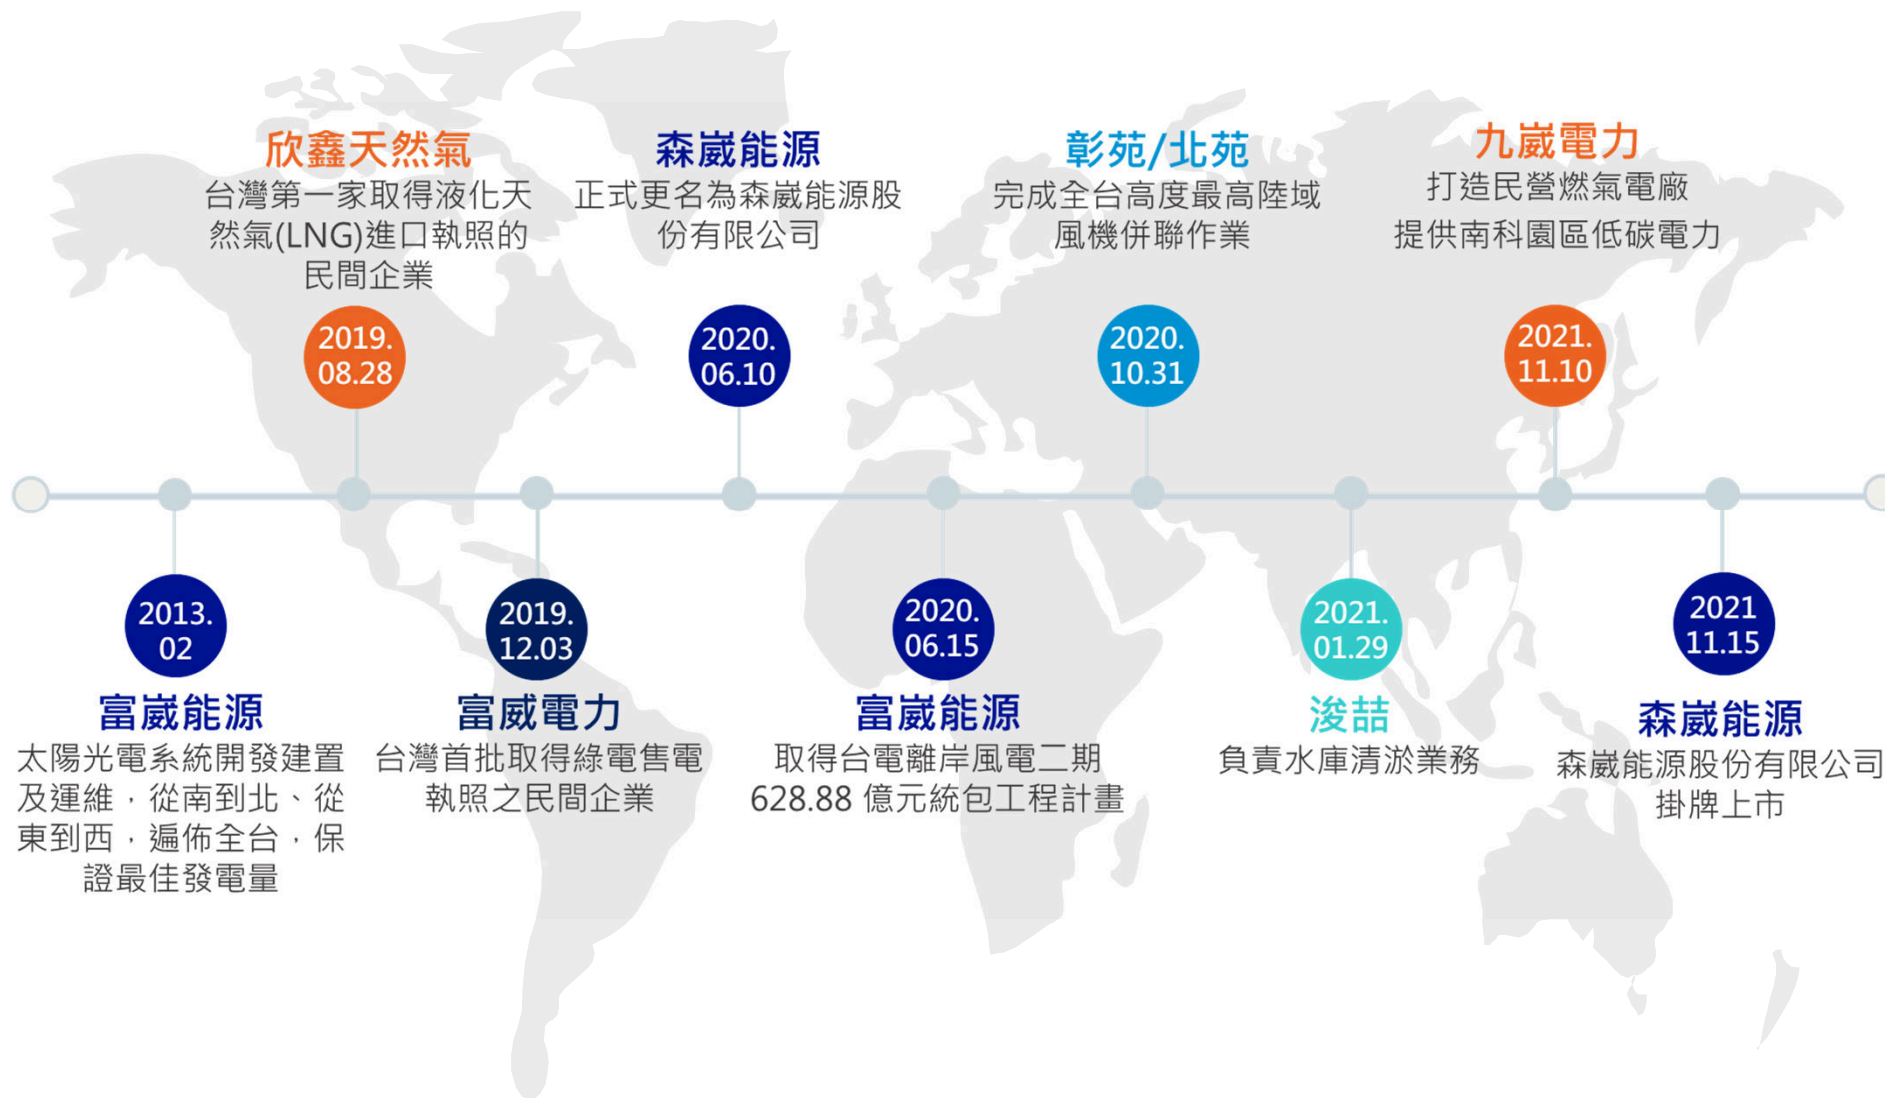 欣鑫天然氣
台灣第一家取得液化天
然氣(LNG)進口執照的
民間企業
2019.
08.28
森崴能源
正式更名為森崴能源股
份有限公司
2020.
06.10
彰苑/北苑
完成全台高度最高陸域
風機併聯作業
2020.
10.31
九崴電力
打造民營燃氣電廠
提供南科園區低碳電力
2021.
11.10
2013.
02
富崴能源
太陽光電系統開發建置
及運維，從南到北、從
東到西，遍佈全台，保
證最佳發電量
2019.
12.03
富威電力
台灣首批取得綠電售電
執照之民間企業
2020.
06.15
富崴能源
取得台電離岸風電二期
628.88 億元統包工程計畫
2021.
01.29
浚喆
負責水庫清淤業務
2021
11.15
森崴能源
森崴能源股份有限公司
掛牌上市